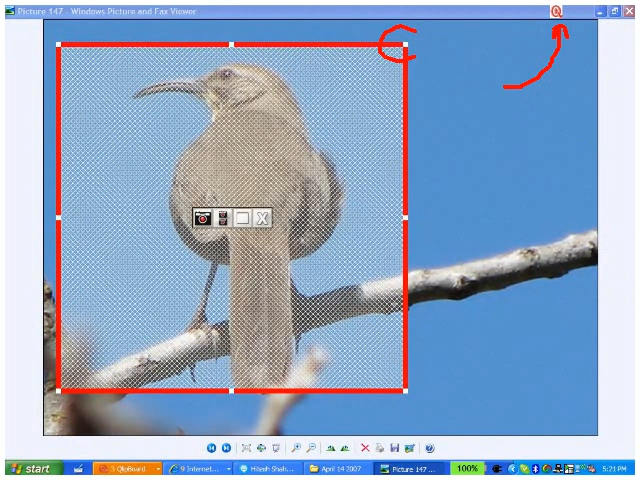 Picture 147 - Windows Picture and Fax Viewer
start
3 QlipBoard
9 Internet...
Hitesh Shah...
April 14 2007
Picture 147 ...
100%
5:21 PM